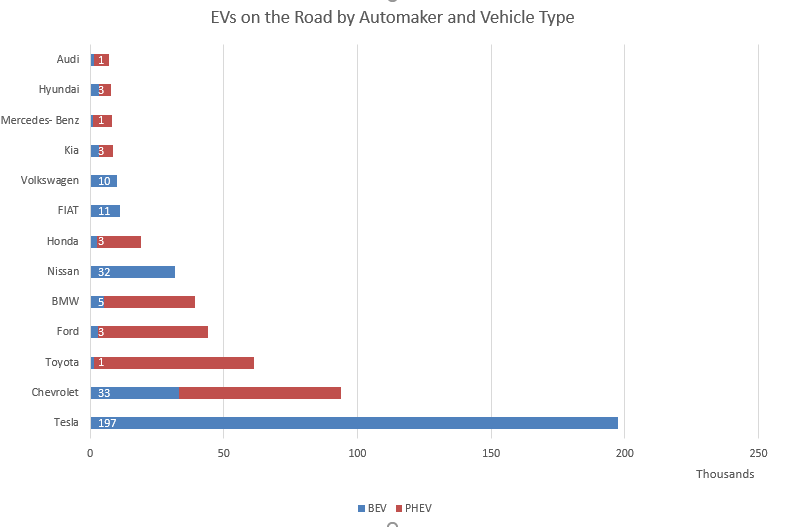 EVs on the Road by Automaker and Vehicle Type
Audi 1
Hyundai 3
Mercedes- Benz 1
Kia 3
Volkswagen 10
FIAT 11
Honda 3
Nissan 32
BMW 5
Ford 3
Toyota 1
Chevrolet 33
Tesla 197
0 50 100 150 200 250
Thousands
BEV PHEV